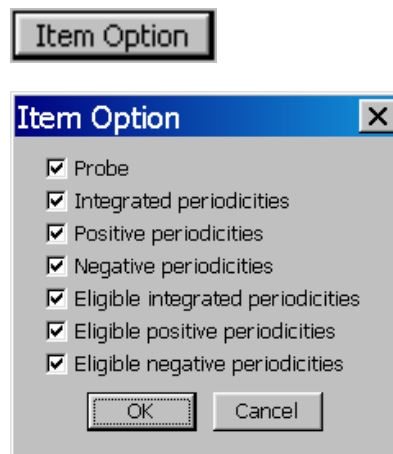 Item Option
Item Option
Probe
Integrated periodicities
Positive periodicities
Negative periodicities
Eligible integrated periodicities
Eligible positive periodicities
Eligible negative periodicities
OK Cancel